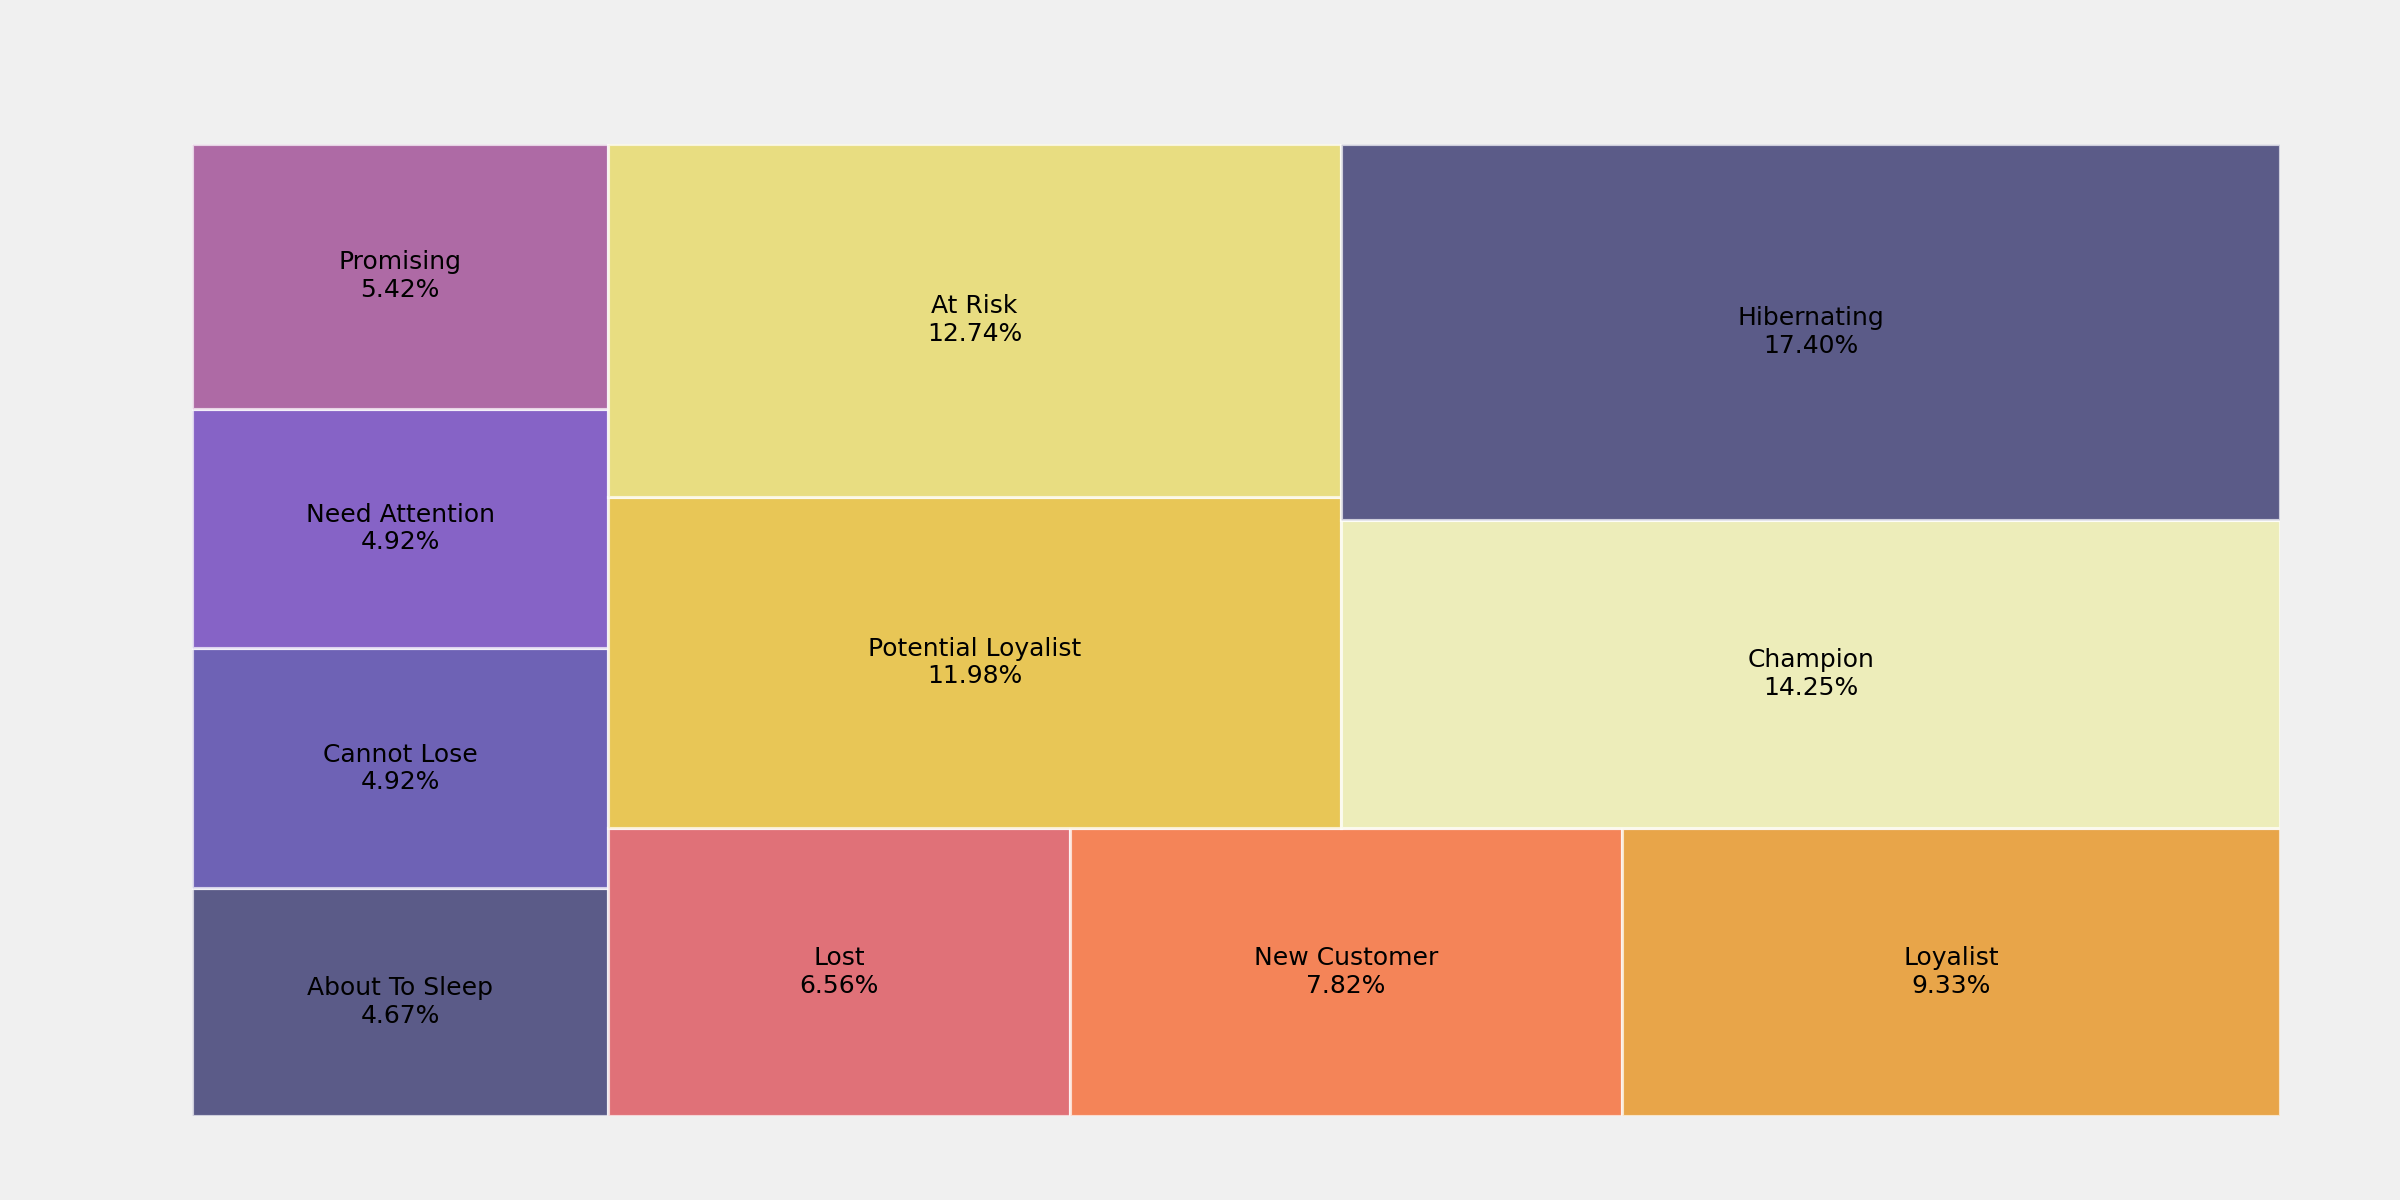 Promising
5.42%
At Risk
12.74%
Hibernating
17.40%
Need Attention
4.92%
Potential Loyalist
11.98%
Champion
14.25%
Cannot Lose
4.92%
About To Sleep
4.67%
Lost
6.56%
New Customer
7.82%
Loyalist
9.33%